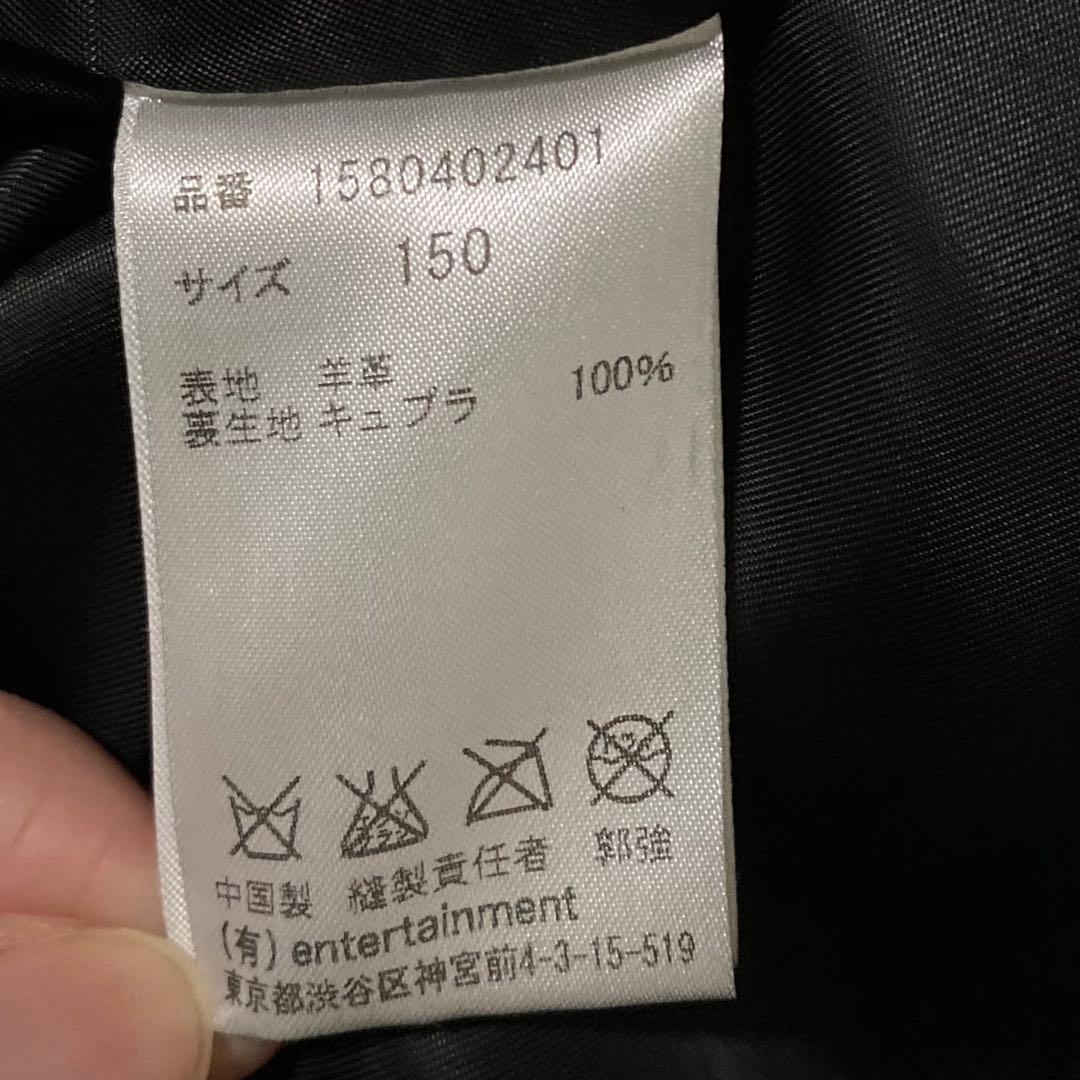 品番 1580402401
サイズ 150
表地 羊革
裏生地 キュプラ 100%
中国製 縫製責任者 郭強
(有) entertainment
東京都渋谷区神宮前4-3-15-519